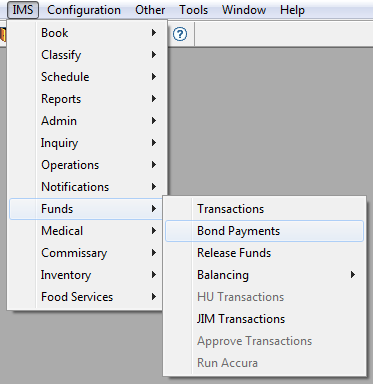 IMS Configuration Other Tools Window Help
Book
Classify
Schedule
Reports
Admin
Inquiry
Operations
Notifications
Funds
Medical
Commissary
Inventory
Food Services
Transactions
Bond Payments
Release Funds
Balancing
HU Transactions
JIM Transactions
Approve Transactions
Run Accura